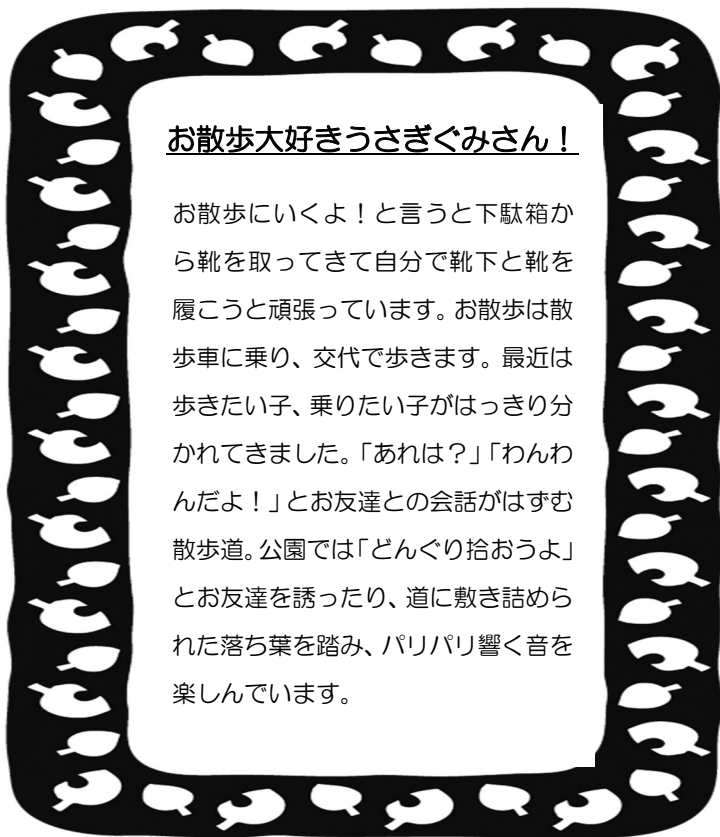 お散歩大好きうさぎぐみさん！
お散歩にいくよ！と言うと下駄箱か
ら靴を取ってきて自分で靴下と靴を
履こうと頑張っています。お散歩は散
歩車に乗り、交代で歩きます。最近は
歩きたい子、乗りたい子がはっきり分
かれてきました。「あれは？」「わんわ
んだよ！」とお友達との会話がはずむ
散歩道。公園では「どんぐり拾おうよ」
とお友達を誘ったり、道に敷き詰めら
れた落ち葉を踏み、パリパリ響く音を
楽しんでいます。